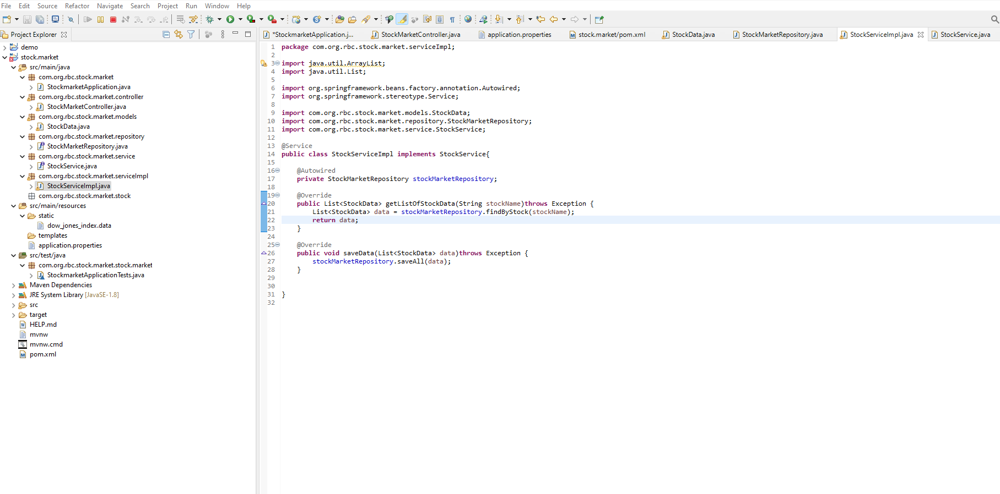 File Edit Source Refactor Navigate Search Project Run Window Help
Project Explorer
demo
stock.market
src/main/java
com.org.rbc.stock.market
StockmarketApplication.java
com.org.rbc.stock.market.controller
StockMarketController.java
com.org.rbc.stock.market.models
StockData.java
com.org.rbc.stock.market.repository
StockMarketRepository.java
com.org.rbc.stock.market.service
StockService.java
com.org.rbc.stock.market.serviceImpl
StockServiceImpl.java
com.org.rbc.stock.market.stock
src/main/resources
static
dow_jones_index.data
templates
application.properties
src/test/java
com.org.rbc.stock.market.stock.market
StockmarketApplicationTests.java
Maven Dependencies
JRE System Library [JavaSE-1.8]
src
target
HELP.md
mvnw
mvnw.cmd
pom.xml
*StockmarketApplication.j... StockMarketController.java application.properties stock.market/pom.xml StockData.java StockMarketRepository.java StockServiceImpl.java StockService.java
1 package com.org.rbc.stock.market.serviceImpl;
2
3 import java.util.ArrayList;
4 import java.util.List;
5
6 import org.springframework.beans.factory.annotation.Autowired;
7 import org.springframework.stereotype.Service;
8
9 import com.org.rbc.stock.market.models.StockData;
10 import com.org.rbc.stock.market.repository.StockMarketRepository;
11 import com.org.rbc.stock.market.service.StockService;
12
13 @Service
14 public class StockServiceImpl implements StockService{
15
16 @Autowired
17 private StockMarketRepository stockMarketRepository;
18
19 @Override
20 public List<StockData> getListOfStockData(String stockName)throws Exception {
21 List<StockData> data = stockMarketRepository.findByStock(stockName);
22 return data;
23 }
24
25 @Override
26 public void saveData(List<StockData> data)throws Exception {
27 stockMarketRepository.saveAll(data);
28 }
29
30
31 }
32